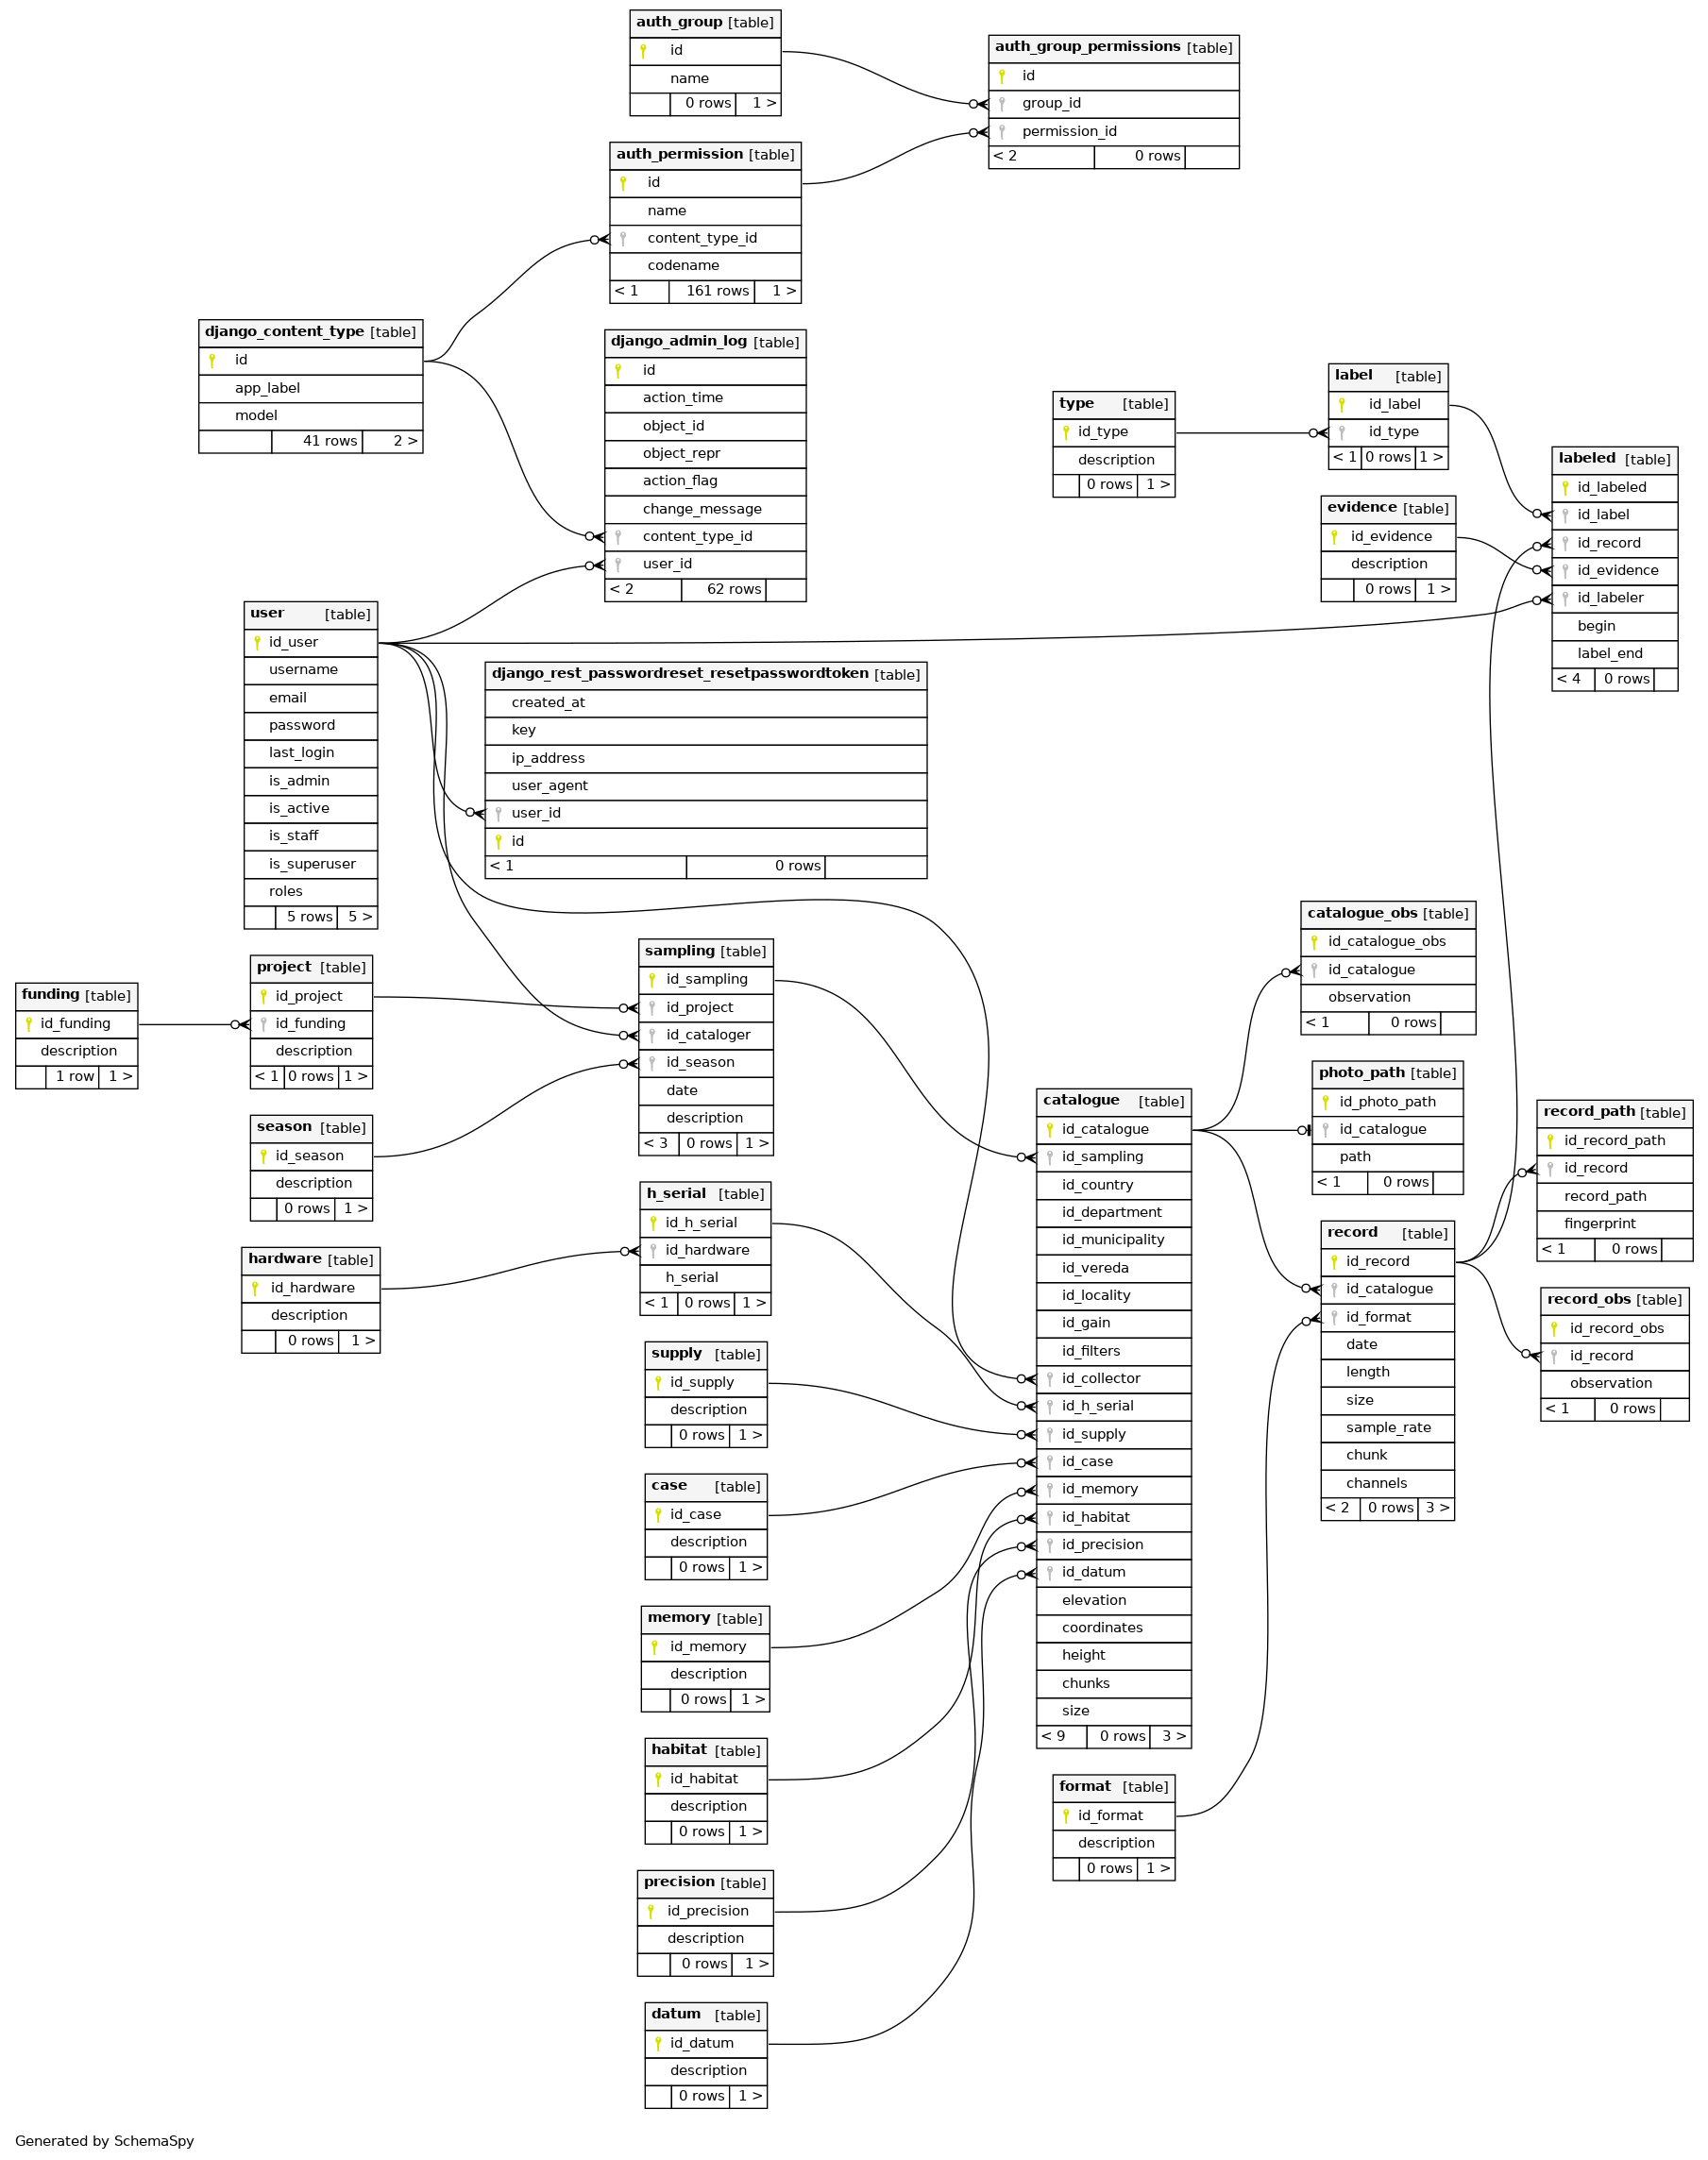 auth_group [table]
id
name
0 rows 1 >
auth_group_permissions [table]
id
group_id
permission_id
< 2 0 rows
auth_permission [table]
id
name
content_type_id
codename
< 1 161 rows 1 >
django_content_type [table]
id
app_label
model
41 rows 2 >
django_admin_log [table]
id
action_time
object_id
object_repr
action_flag
change_message
content_type_id
user_id
< 2 62 rows
type [table]
id_type
description
0 rows 1 >
label [table]
id_label
id_type
< 1 0 rows 1 >
evidence [table]
id_evidence
description
0 rows 1 >
labeled [table]
id_labeled
id_label
id_record
id_evidence
id_labeler
begin
label_end
< 4 0 rows
user [table]
id_user
username
email
password
last_login
is_admin
is_active
is_staff
is_superuser
roles
5 rows 5 >
django_rest_passwordreset_resetpasswordtoken [table]
created_at
key
ip_address
user_agent
user_id
id
< 1 0 rows
funding [table]
id_funding
description
1 row 1 >
project [table]
id_project
id_funding
description
< 1 0 rows 1 >
season [table]
id_season
description
0 rows 1 >
hardware [table]
id_hardware
description
0 rows 1 >
sampling [table]
id_sampling
id_project
id_cataloger
id_season
date
description
< 3 0 rows 1 >
h_serial [table]
id_h_serial
id_hardware
h_serial
< 1 0 rows 1 >
supply [table]
id_supply
description
0 rows 1 >
case [table]
id_case
description
0 rows 1 >
memory [table]
id_memory
description
0 rows 1 >
habitat [table]
id_habitat
description
0 rows 1 >
precision [table]
id_precision
description
0 rows 1 >
datum [table]
id_datum
description
0 rows 1 >
catalogue [table]
id_catalogue
id_sampling
id_country
id_department
id_municipality
id_vereda
id_locality
id_gain
id_filters
id_collector
id_h_serial
id_supply
id_case
id_memory
id_habitat
id_precision
id_datum
elevation
coordinates
height
chunks
size
< 9 0 rows 3 >
format [table]
id_format
description
0 rows 1 >
catalogue_obs [table]
id_catalogue_obs
id_catalogue
observation
< 1 0 rows
photo_path [table]
id_photo_path
id_catalogue
path
< 1 0 rows
record [table]
id_record
id_catalogue
id_format
date
length
size
sample_rate
chunk
channels
< 2 0 rows 3 >
record_path [table]
id_record_path
id_record
record_path
fingerprint
< 1 0 rows
record_obs [table]
id_record_obs
id_record
observation
< 1 0 rows
Generated by SchemaSpy